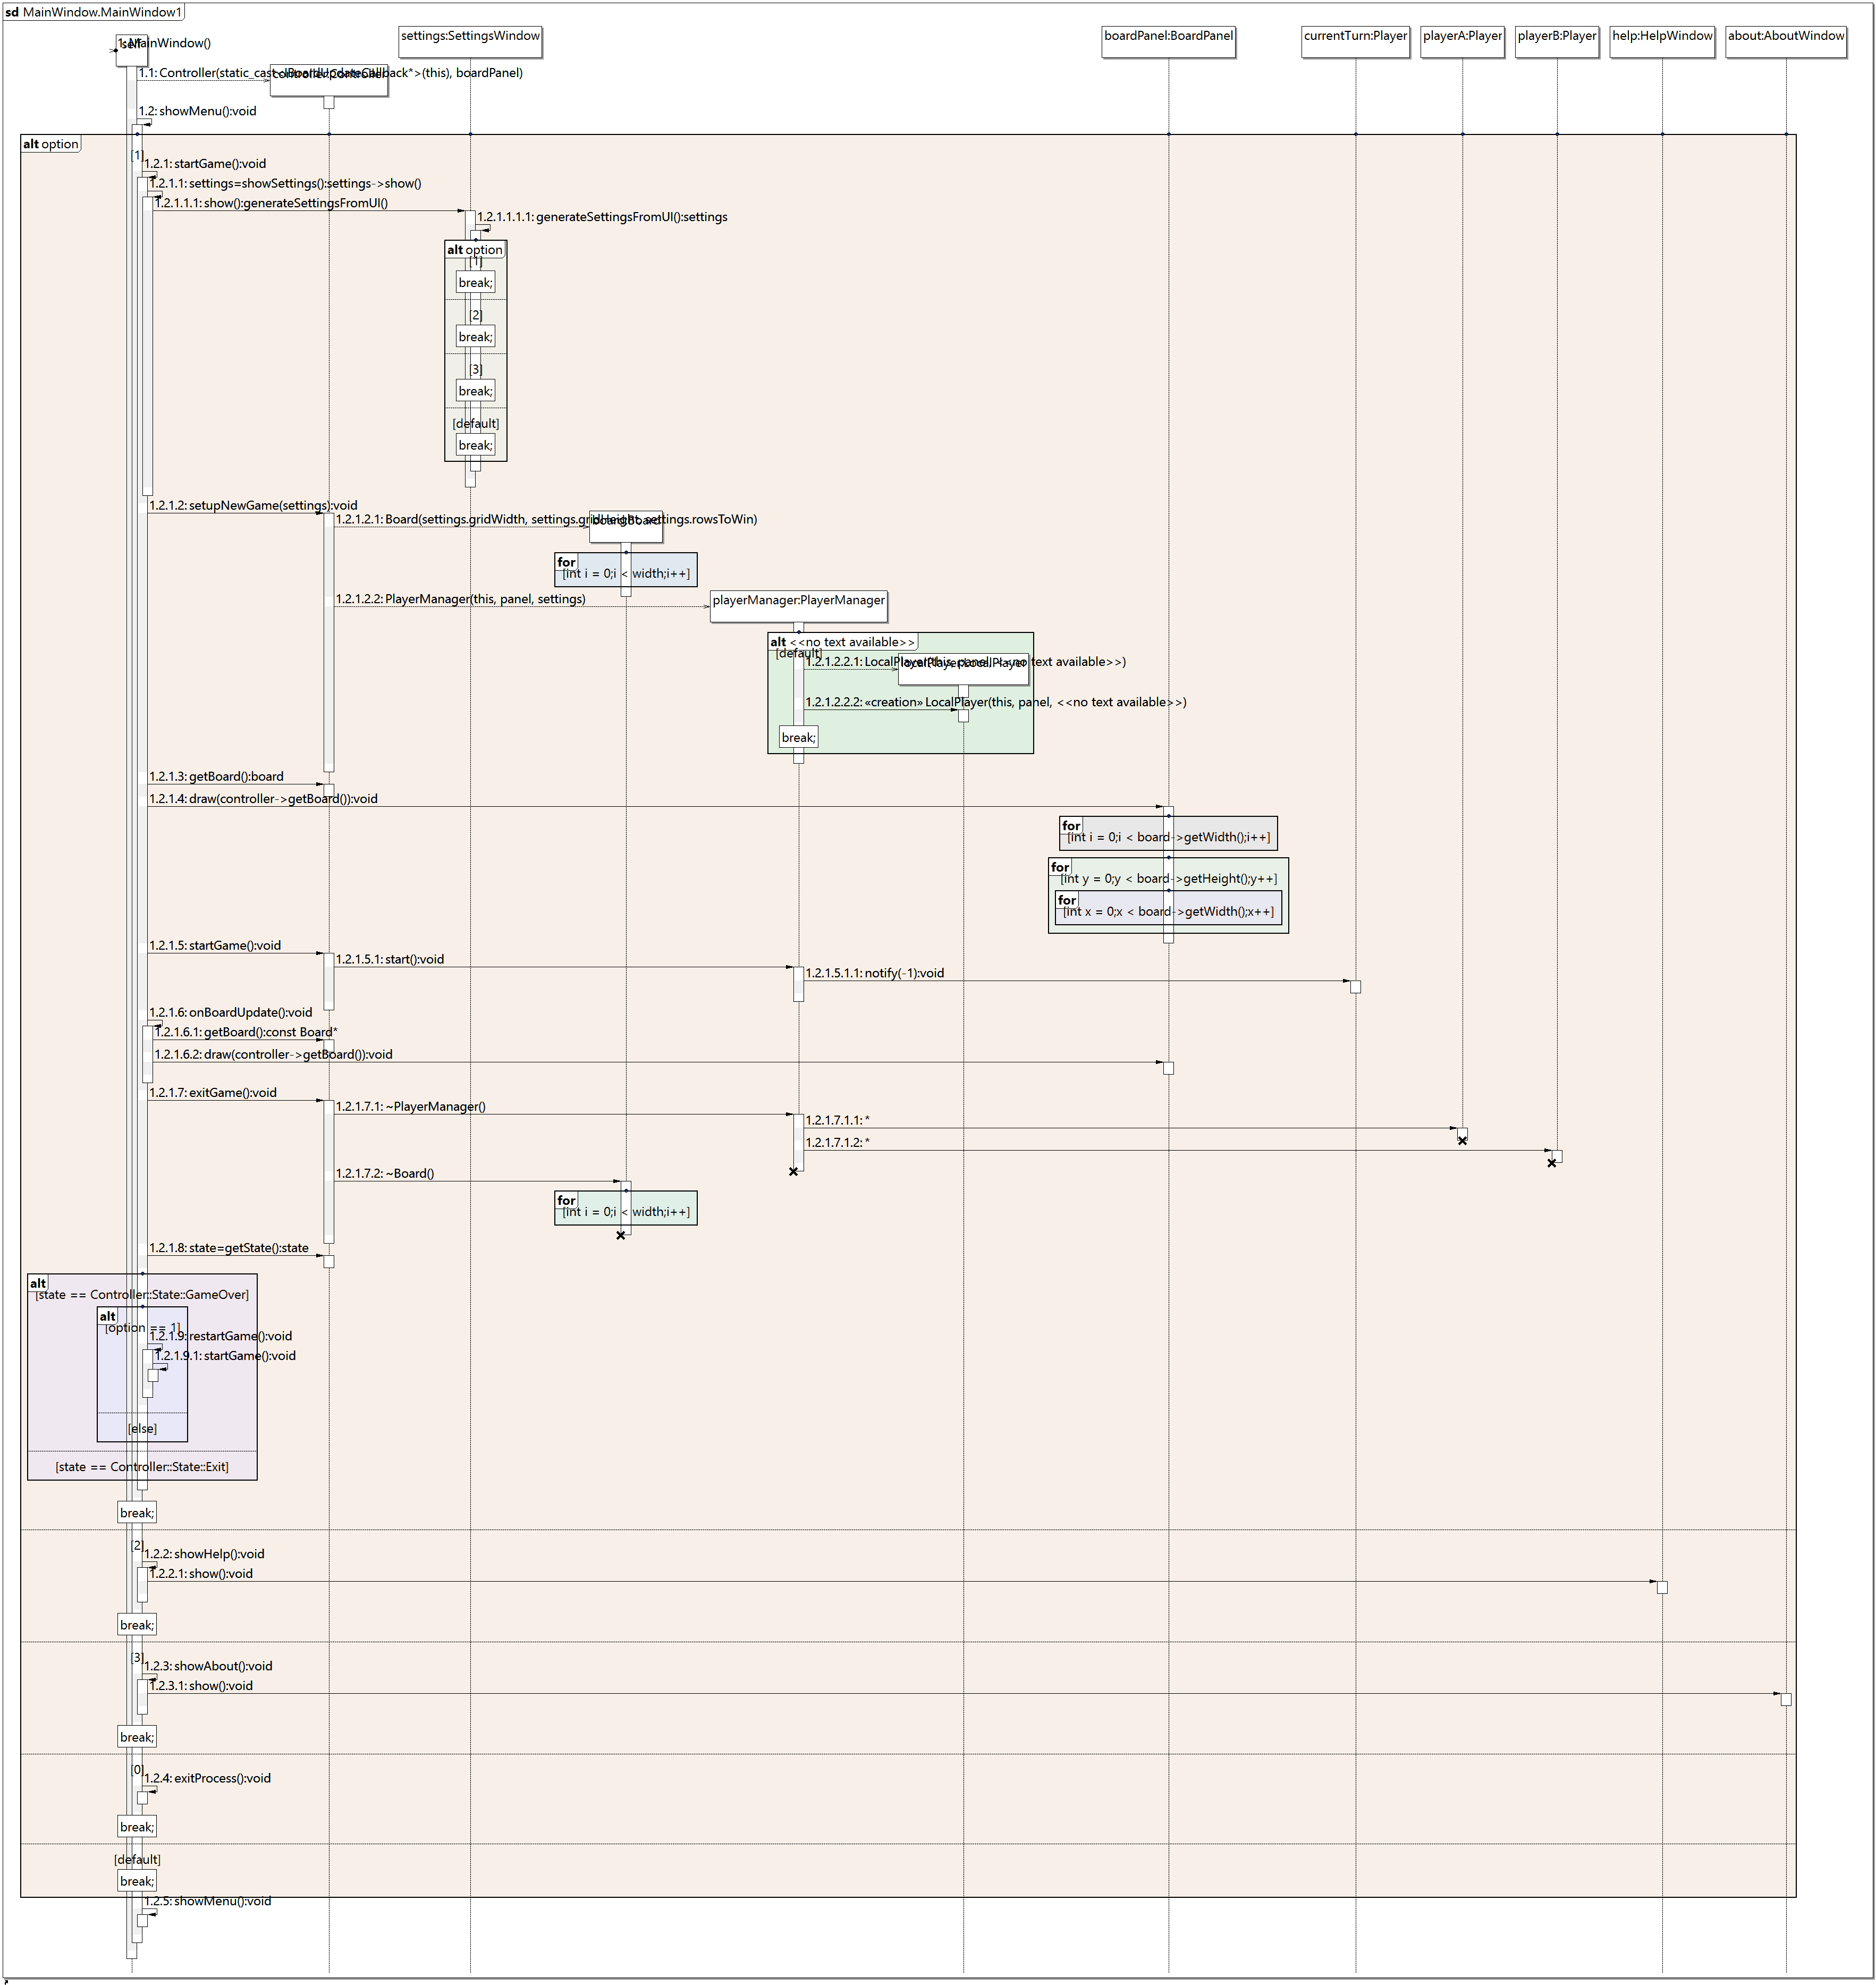 sd MainWindow.MainWindow1
settings:SettingsWindow
boardPanel:BoardPanel
currentTurn:Player
playerA:Player
playerB:Player
help:HelpWindow
about:AboutWindow
self
1: MainWindow()
1.1: Controller(static_cast<IBoardUpdateCallback*>(this), boardPanel)
controller:Controller
1.2: showMenu():void
alt option
[1]
1.2.1: startGame():void
1.2.1.1: settings=showSettings():settings->show()
1.2.1.1.1: show():generateSettingsFromUI()
1.2.1.1.1.1: generateSettingsFromUI():settings
alt option
[1]
break;
[2]
break;
[3]
break;
[default]
break;
1.2.1.2: setupNewGame(settings):void
1.2.1.2.1: Board(settings.gridWidth, settings.gridHeight, settings.rowsToWin)
board:Board
for
[int i = 0;i < width;i++]
1.2.1.2.2: PlayerManager(this, panel, settings)
playerManager:PlayerManager
alt <<no text available>>
[default]
1.2.1.2.2.1: LocalPlayer(this, panel, <<no text available>>)
localPlayer:LocalPlayer
1.2.1.2.2.2: «creation» LocalPlayer(this, panel, <<no text available>>)
break;
1.2.1.3: getBoard():board
1.2.1.4: draw(controller->getBoard()):void
for
[int i = 0;i < board->getWidth();i++]
for
[int y = 0;y < board->getHeight();y++]
for
[int x = 0;x < board->getWidth();x++]
1.2.1.5: startGame():void
1.2.1.5.1: start():void
1.2.1.5.1.1: notify(-1):void
1.2.1.6: onBoardUpdate():void
1.2.1.6.1: getBoard():const Board*
1.2.1.6.2: draw(controller->getBoard()):void
1.2.1.7: exitGame():void
1.2.1.7.1: ~PlayerManager()
1.2.1.7.1.1: *
1.2.1.7.1.2: *
1.2.1.7.2: ~Board()
for
[int i = 0;i < width;i++]
1.2.1.8: state=getState():state
alt
[state == Controller::State::GameOver]
alt
[option == 1]
1.2.1.9: restartGame():void
1.2.1.9.1: startGame():void
[else]
[state == Controller::State::Exit]
break;
[2]
1.2.2: showHelp():void
1.2.2.1: show():void
break;
[3]
1.2.3: showAbout():void
1.2.3.1: show():void
break;
[0]
1.2.4: exitProcess():void
break;
[default]
break;
1.2.5: showMenu():void